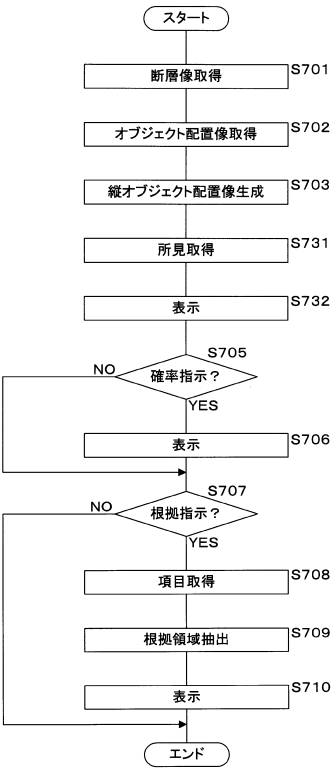 スタート
断層像取得 S701
オブジェクト配置像取得 S702
縦オブジェクト配置像生成 S703
所見取得 S731
表示 S732
確率指示? S705
NO
YES
表示 S706
根拠指示? S707
NO
YES
項目取得 S708
根拠領域抽出 S709
表示 S710
エンド